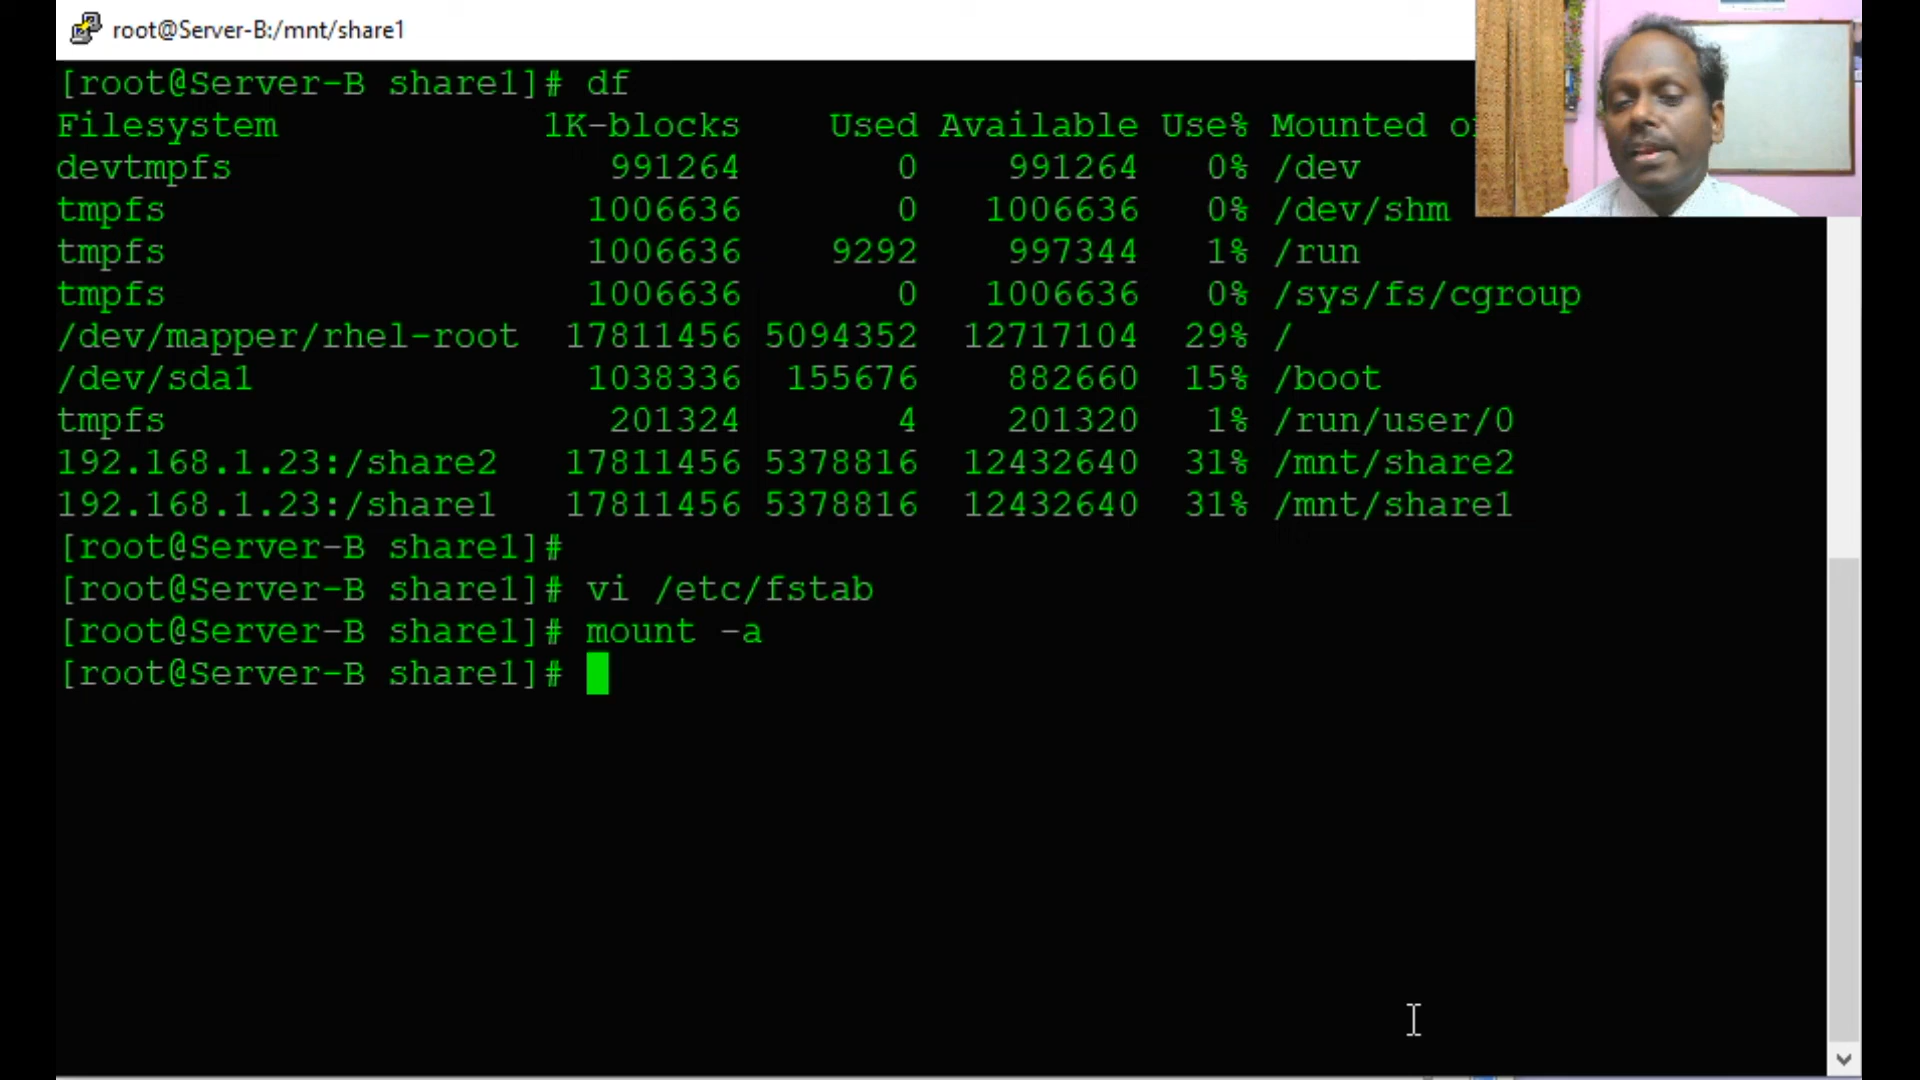 root@Server-B:/mnt/share1
[root@Server-B share1]# df
Filesystem 1K-blocks Used Available Use% Mounted
devtmpfs 991264 0 991264 0% /dev
tmpfs 1006636 0 1006636 0% /dev/shm
tmpfs 1006636 9292 997344 1% /run
tmpfs 1006636 0 1006636 0% /sys/fs/cgroup
/dev/mapper/rhel-root 17811456 5094352 12717104 29% /
/dev/sda1 1038336 155676 882660 15% /boot
tmpfs 201324 4 201320 1% /run/user/0
192.168.1.23:/share2 17811456 5378816 12432640 31% /mnt/share2
192.168.1.23:/share1 17811456 5378816 12432640 31% /mnt/share1
[root@Server-B share1]#
[root@Server-B share1]# vi /etc/fstab
[root@Server-B share1]# mount -a
[root@Server-B share1]#